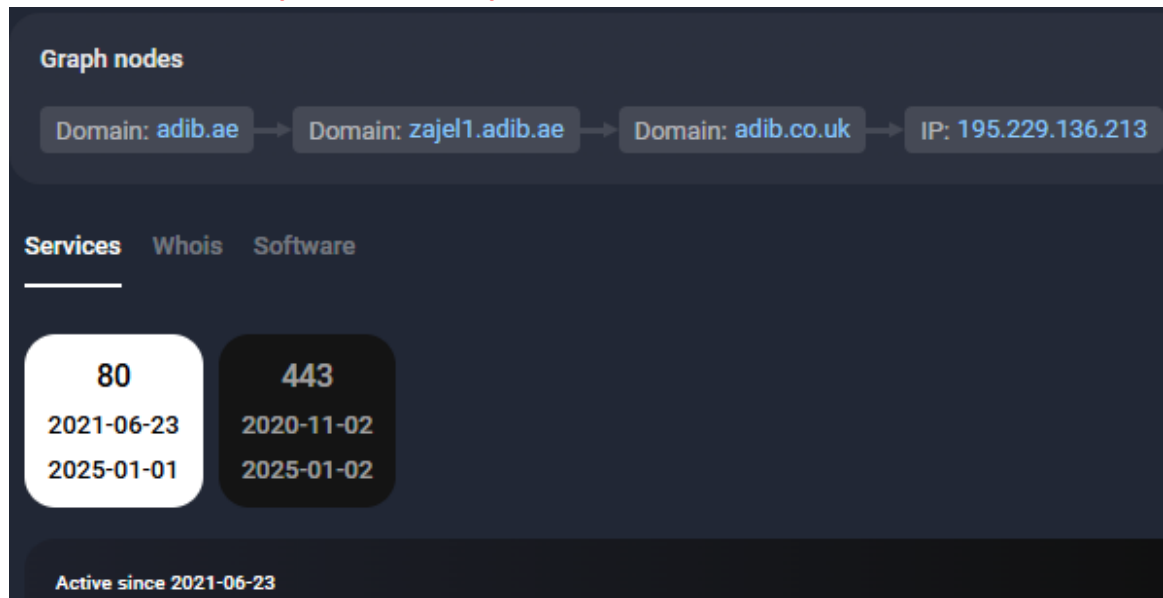 Graph nodes
Domain: adib.ae Domain: zajel1.adib.ae Domain: adib.co.uk IP: 195.229.136.213
Services Whois Software
80 443
2021-06-23 2020-11-02
2025-01-01 2025-01-02
Active since 2021-06-23